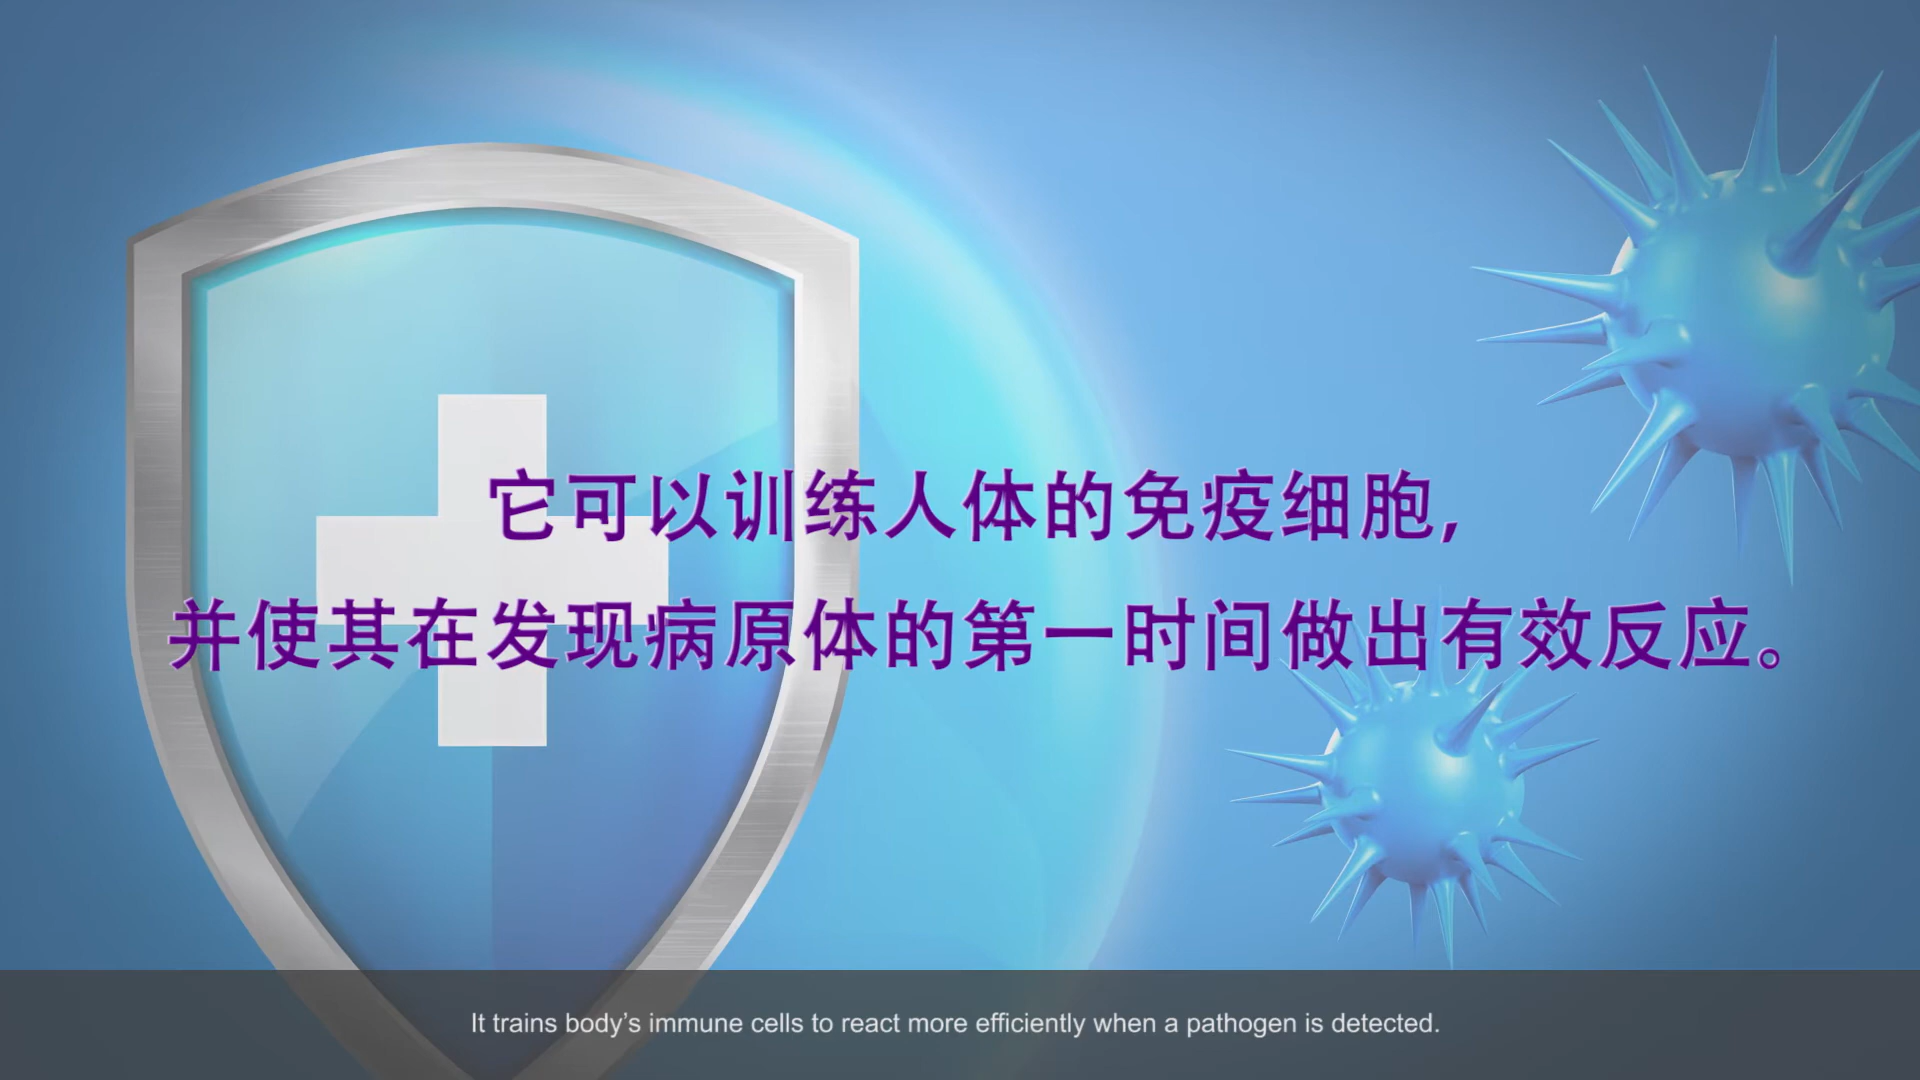 它可以训练人体的免疫细胞,
并使其在发现病原体的第一时间做出有效反应。
It trains body’s immune cells to react more efficiently when a pathogen is detected.